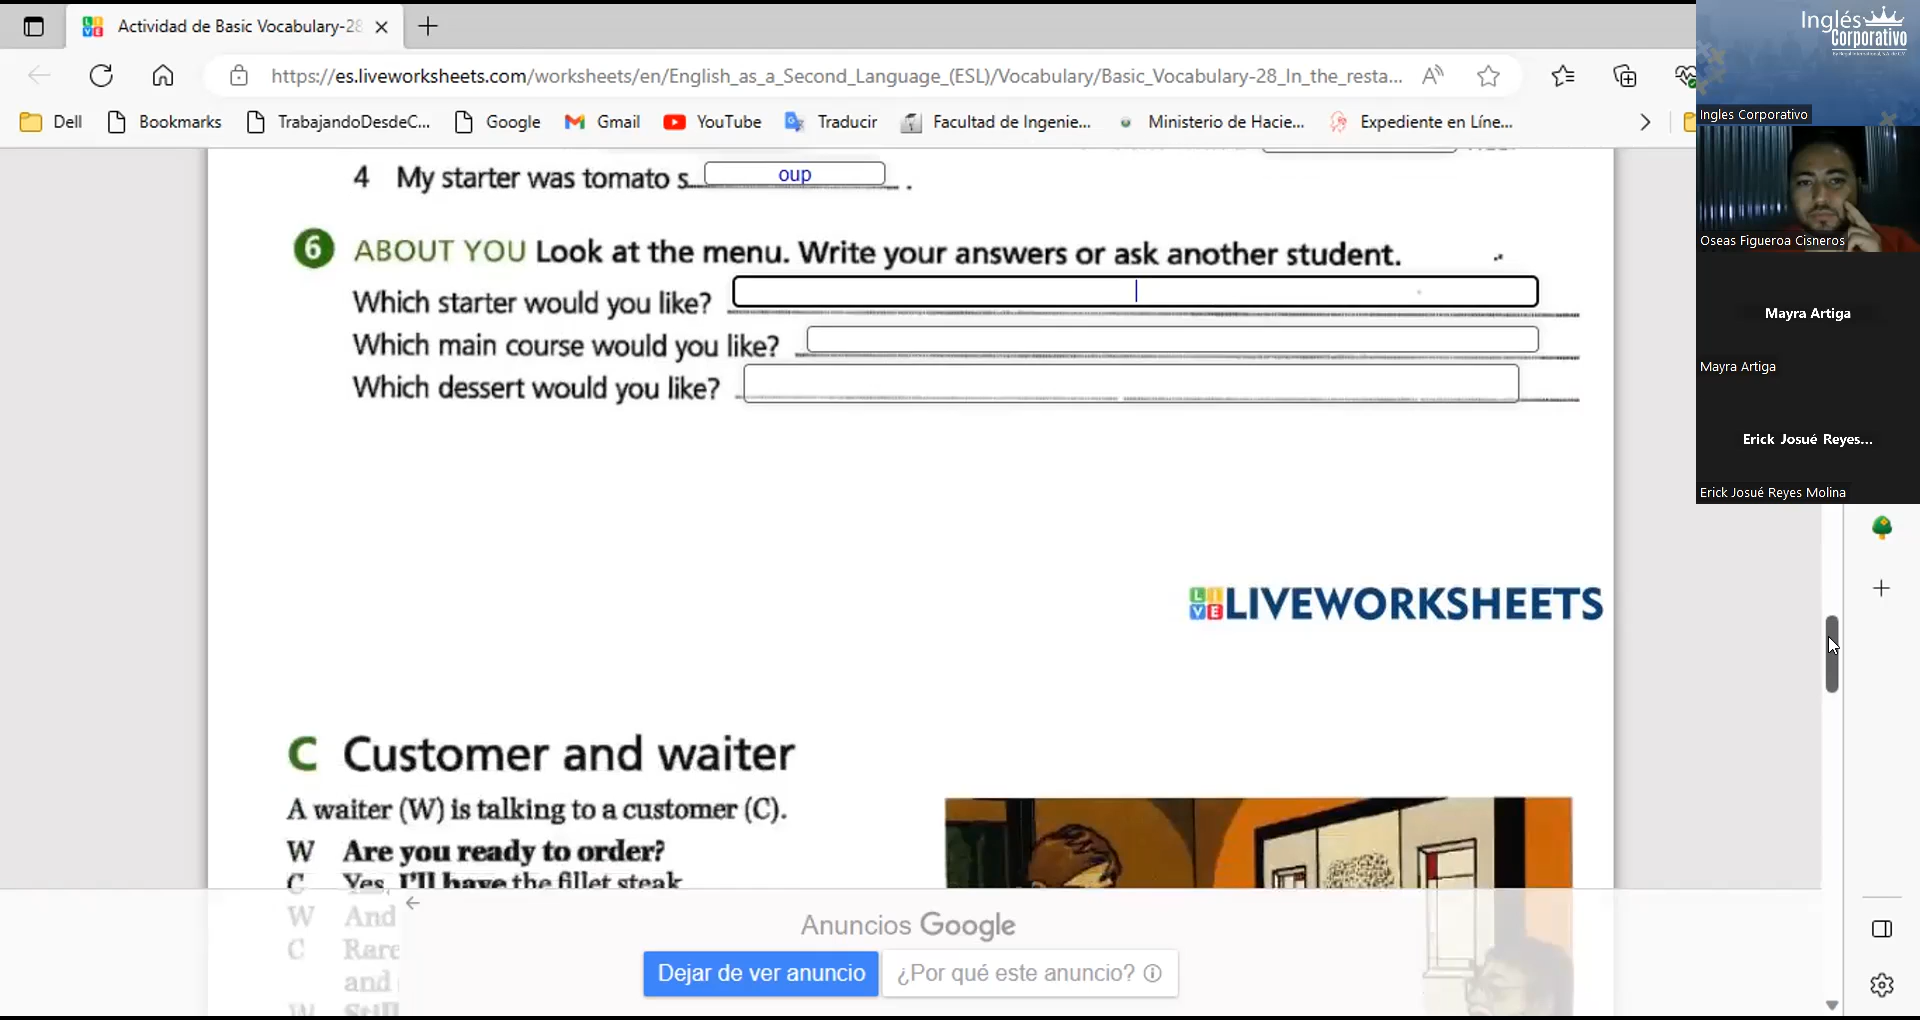 Actividad de Basic Vocabulary-28
https://es.liveworksheets.com/worksheets/en/English_as_a_Second_Language_(ESL)/Vocabulary/Basic_Vocabulary-28_In_the_resta...
Dell
Bookmarks
TrabajandoDesdeC...
Google
Gmail
YouTube
Traducir
Facultad de Ingenie...
Ministerio de Hacie...
Expediente en Líne...
4 My starter was tomato s oup .
6 ABOUT YOU Look at the menu. Write your answers or ask another student.
Which starter would you like?
Which main course would you like?
Which dessert would you like?
LIVE LIVEWORKSHEETS
C Customer and waiter
A waiter (W) is talking to a customer (C).
W Are you ready to order?
C Yes, I'll have the fillet steak
W And
C Rare
and
W Still
Anuncios Google
Dejar de ver anuncio
¿Por qué este anuncio?
Inglés
Corporativo
Ingles Corporativo
Oseas Figueroa Cisneros
Mayra Artiga
Mayra Artiga
Erick Josué Reyes...
Erick Josué Reyes Molina